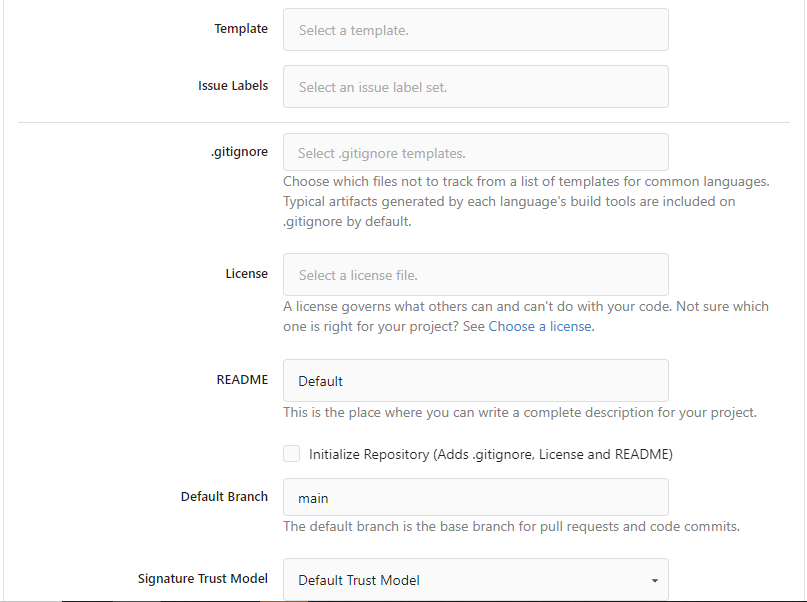 Template
Select a template.
Issue Labels
Select an issue label set.
.gitignore
Select .gitignore templates.
Choose which files not to track from a list of templates for common languages.
Typical artifacts generated by each language's build tools are included on
.gitignore by default.
License
Select a license file.
A license governs what others can and can't do with your code. Not sure which
one is right for your project? See Choose a license.
README
Default
This is the place where you can write a complete description for your project.
Initialize Repository (Adds .gitignore, License and README)
Default Branch
main
The default branch is the base branch for pull requests and code commits.
Signature Trust Model
Default Trust Model